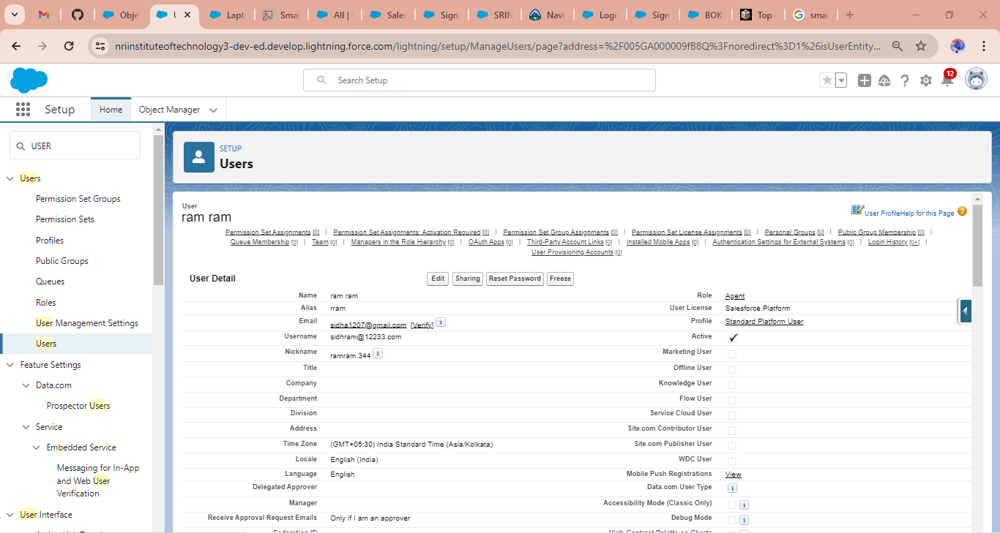 Obje
U
Lapt
Smar
All |
Sales
Sign
SRIN
Navi
Logi
Sign
BOK
Top -
smar
nriinstituteoftechnology3-dev-ed.develop.lightning.force.com/lightning/setup/ManageUsers/page?address=%2F005GA000009fB8Q%3Fnoredirect%3D1%26isUserEntity...
Search Setup
12
Setup
Home
Object Manager
USER
Users
Permission Set Groups
Permission Sets
Profiles
Public Groups
Queues
Roles
User Management Settings
Users
Feature Settings
Data.com
Prospector Users
Service
Embedded Service
Messaging for In-App
and Web User
Verification
User Interface
SETUP
Users
User
ram ram
User Profile Help for this Page
Permission Set Assignments [0] | Permission Set Assignments: Activation Required [0] | Permission Set Group Assignments [0] | Permission Set License Assignments [0] | Personal Groups [0] | Public Group Membership [0] |
Queue Membership [0] | Team [0] | Managers in the Role Hierarchy [0] | OAuth Apps [0] | Third-Party Account Links [0] | Installed Mobile Apps [0] | Authentication Settings for External Systems [0] | Login History [0+] |
User Provisioning Accounts [0]
User Detail
Edit Sharing Reset Password Freeze
Name ram ram Role Agent
Alias rram User License Salesforce Platform
Email sidha1207@gmail.com [Verify] i Profile Standard Platform User
Username sidhram@12233.com Active
Nickname ramram.344 i Marketing User
Title Offline User
Company Knowledge User
Department Flow User
Division Service Cloud User
Address Site.com Contributor User
Time Zone (GMT+05:30) India Standard Time (Asia/Kolkata) Site.com Publisher User
Locale English (India) WDC User
Language English Mobile Push Registrations View
Delegated Approver Data.com User Type i
Manager Accessibility Mode (Classic Only) i
Receive Approval Request Emails Only if I am an approver Debug Mode i
Federation ID High-Contrast Palette on Charts